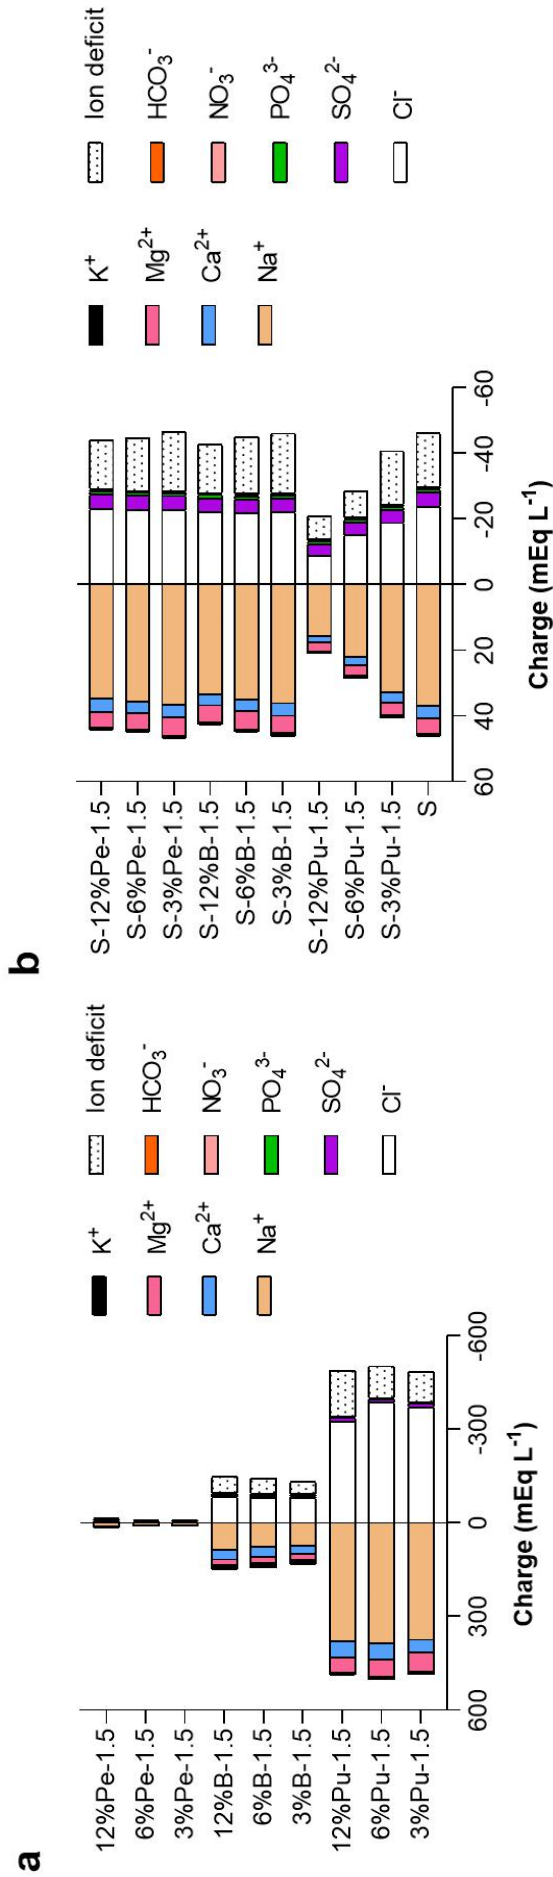 a
12%Pe-1.5
6%Pe-1.5
3%Pe-1.5
12%B-1.5
6%B-1.5
3%B-1.5
12%Pu-1.5
6%Pu-1.5
3%Pu-1.5
600
300
0
-300
-600
Charge (mEq L⁻¹)
K⁺
Mg²⁺
Ca²⁺
Na⁺
Ion deficit
HCO₃⁻
NO₃⁻
PO₄³⁻
SO₄²⁻
Cl⁻
b
S-12%Pe-1.5
S-6%Pe-1.5
S-3%Pe-1.5
S-12%B-1.5
S-6%B-1.5
S-3%B-1.5
S-12%Pu-1.5
S-6%Pu-1.5
S-3%Pu-1.5
S
60
40
20
0
-20
-40
-60
Charge (mEq L⁻¹)
K⁺
Mg²⁺
Ca²⁺
Na⁺
Ion deficit
HCO₃⁻
NO₃⁻
PO₄³⁻
SO₄²⁻
Cl⁻